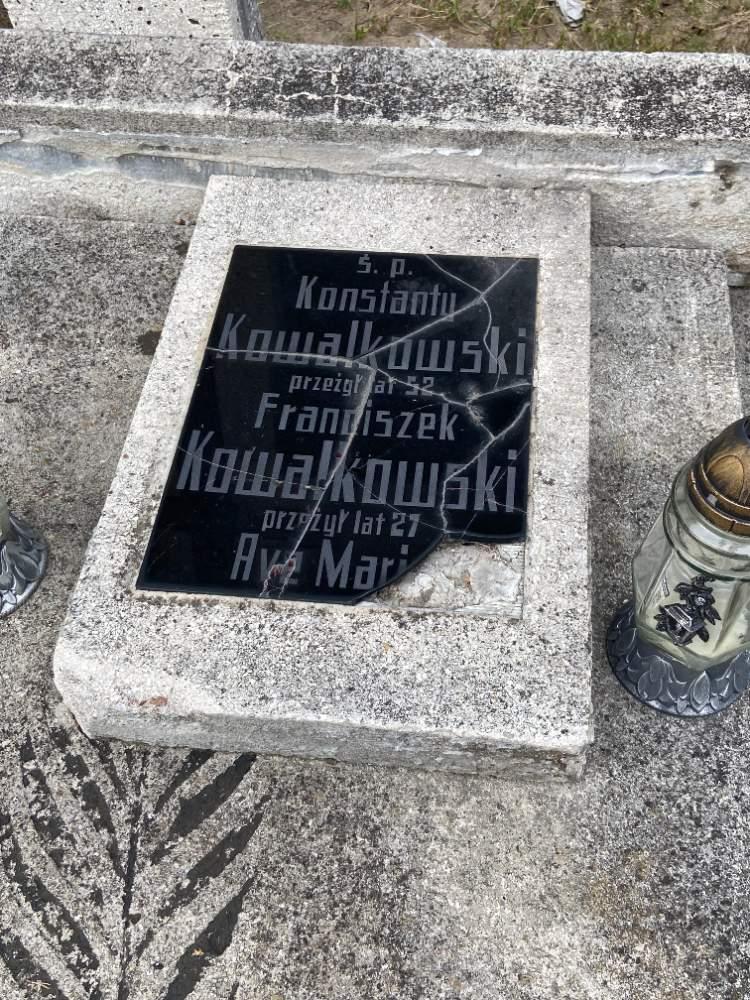 Ś. p.
Konstanty
Kowalkowski
przeżył lat 52
Franciszek
Kowalkowski
przeżył lat 27
Ave Mari